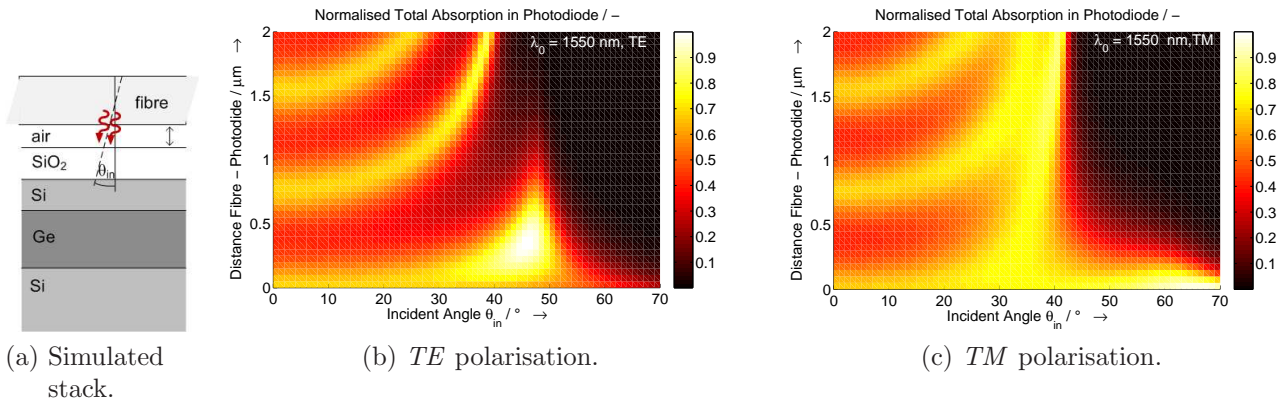 fibre
air
SiO2
θin
Si
Ge
Si
(a) Simulated
stack.
Normalised Total Absorption in Photodiode / –
λ0 = 1550 nm, TE
Distance Fibre – Photodiode / μm →
2
1.5
1
0.5
0
0 10 20 30 40 50 60 70
Incident Angle θin / ° →
0.9
0.8
0.7
0.6
0.5
0.4
0.3
0.2
0.1
(b) TE polarisation.
Normalised Total Absorption in Photodiode / –
λ0 = 1550 nm,TM
Distance Fibre – Photodiode / μm →
2
1.5
1
0.5
0
0 10 20 30 40 50 60 70
Incident Angle θin / ° →
0.9
0.8
0.7
0.6
0.5
0.4
0.3
0.2
0.1
(c) TM polarisation.